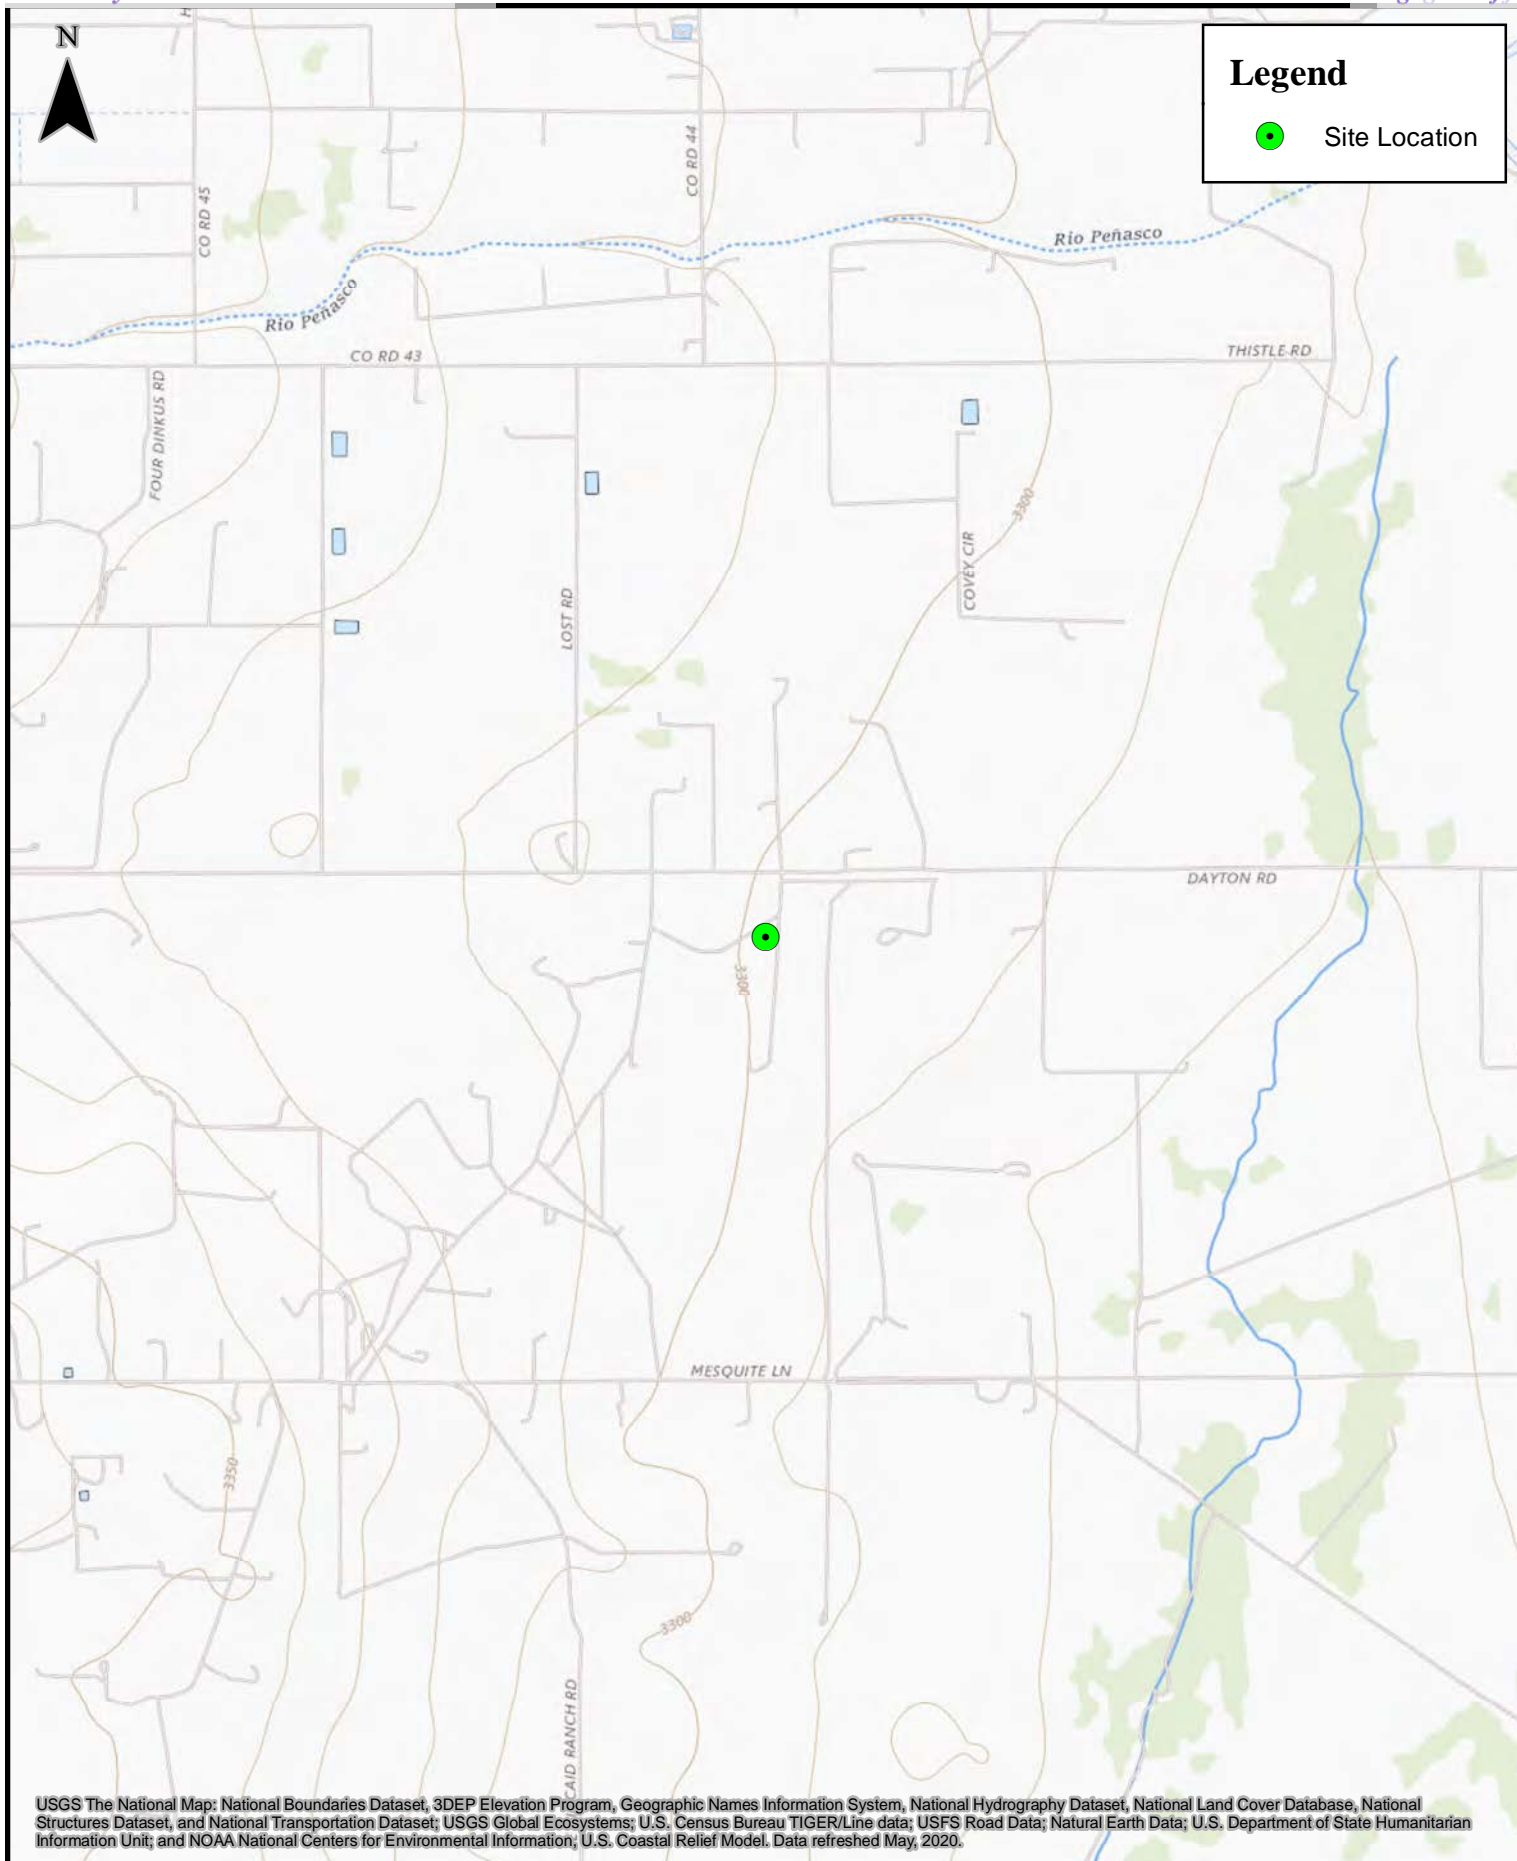 N
Legend
Site Location
CO RD 45
CO RD 44
Rio Peñasco
Rio Peñasco
CO RD 43
THISTLE RD
FOUR DINKUS RD
3300
COVEY CIR
LOST RD
DAYTON RD
3300
MESQUITE LN
3350
3300
CAID RANCH RD
USGS The National Map: National Boundaries Dataset, 3DEP Elevation Program, Geographic Names Information System, National Hydrography Dataset, National Land Cover Database, National
Structures Dataset, and National Transportation Dataset; USGS Global Ecosystems; U.S. Census Bureau TIGER/Line data; USFS Road Data; Natural Earth Data; U.S. Department of State Humanitarian
Information Unit; and NOAA National Centers for Environmental Information, U.S. Coastal Relief Model. Data refreshed May, 2020.